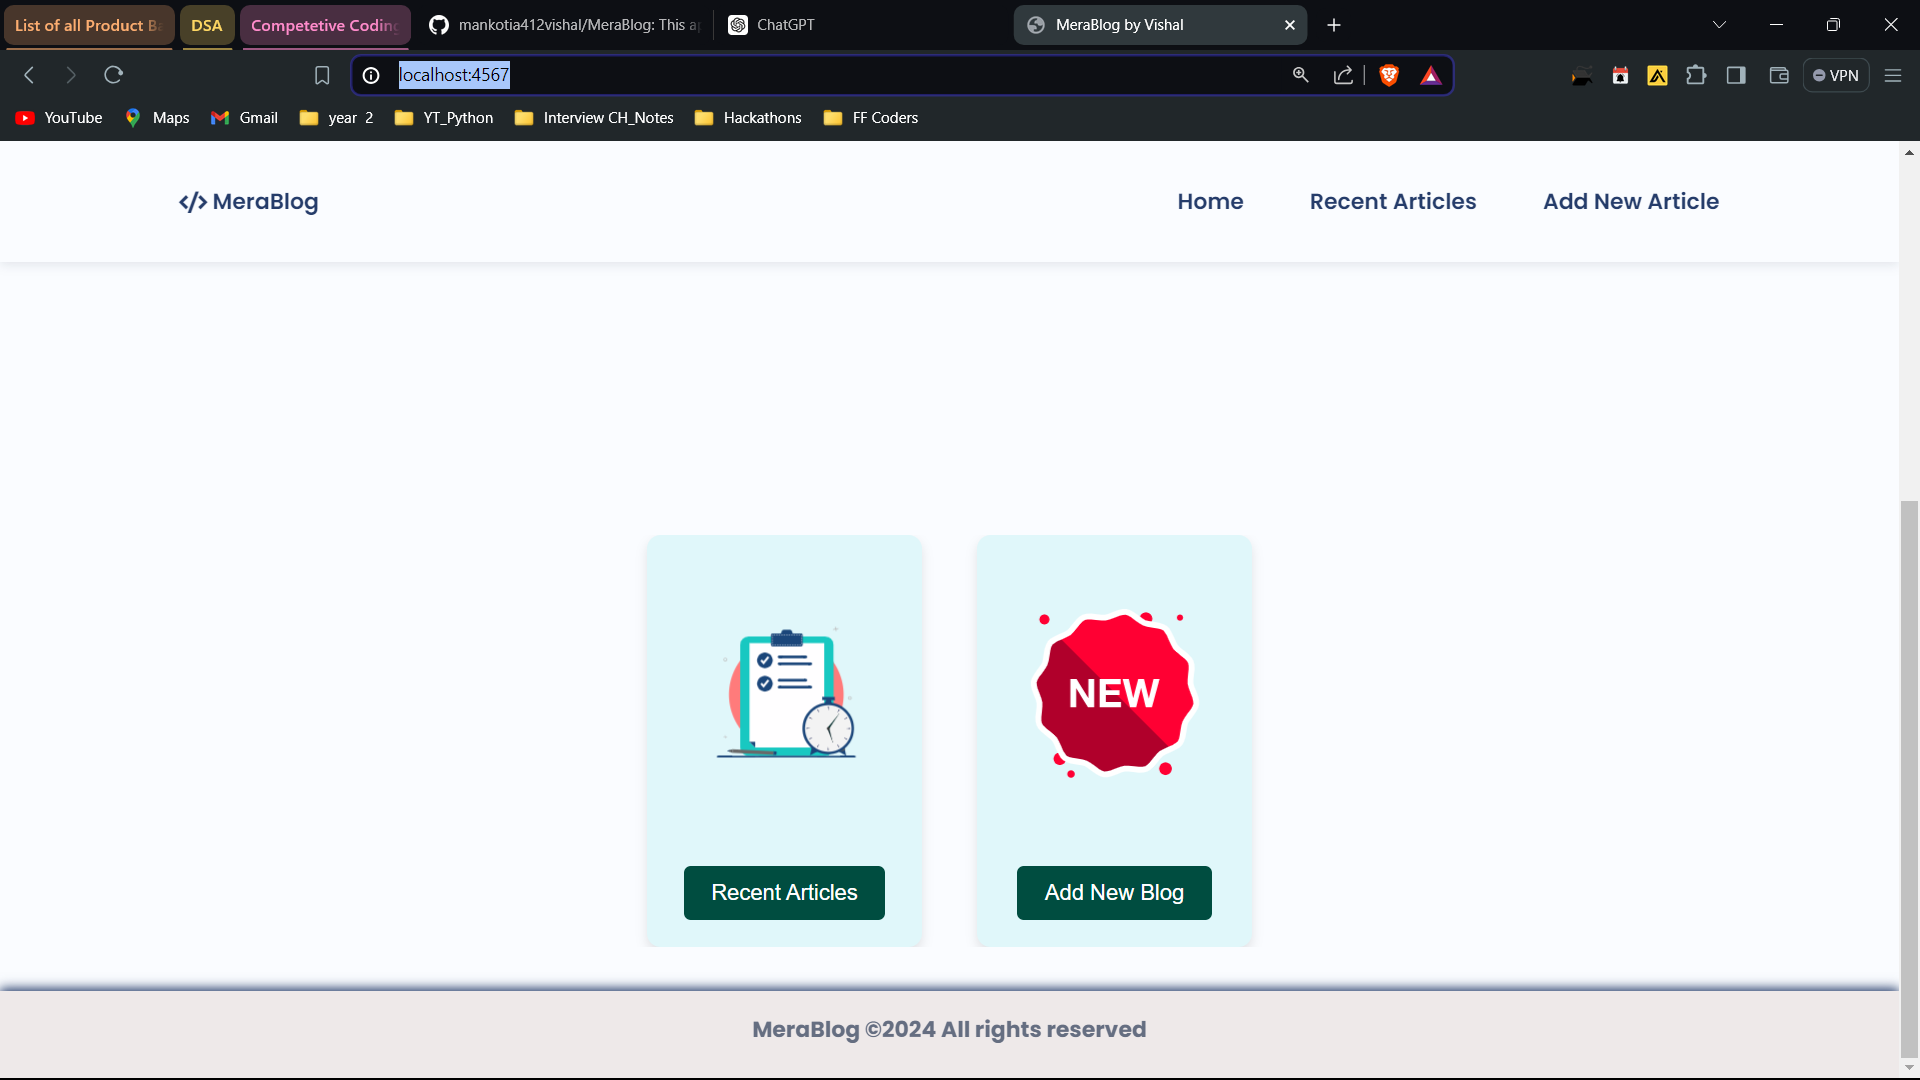 List of all Product Ba
DSA
Competetive Coding
mankotia412vishal/MeraBlog: This a
ChatGPT
MeraBlog by Vishal
localhost:4567
VPN
YouTube
Maps
Gmail
year 2
YT_Python
Interview CH_Notes
Hackathons
FF Coders
</> MeraBlog
Home
Recent Articles
Add New Article
NEW
Recent Articles
Add New Blog
MeraBlog ©2024 All rights reserved